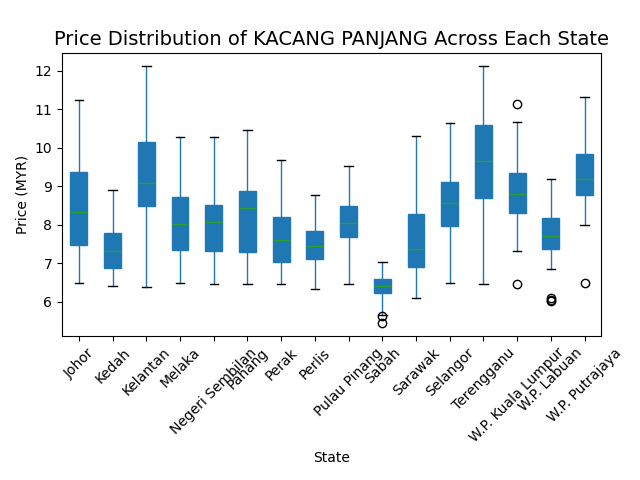 Price Distribution of KACANG PANJANG Across Each State
Price (MYR)
12
11
10
9
8
7
6
Johor
Kedah
Kelantan
Melaka
Negeri Sembilan
Pahang
Perak
Perlis
Pulau Pinang
Sabah
Sarawak
Selangor
Terengganu
W.P. Kuala Lumpur
W.P. Labuan
W.P. Putrajaya
State